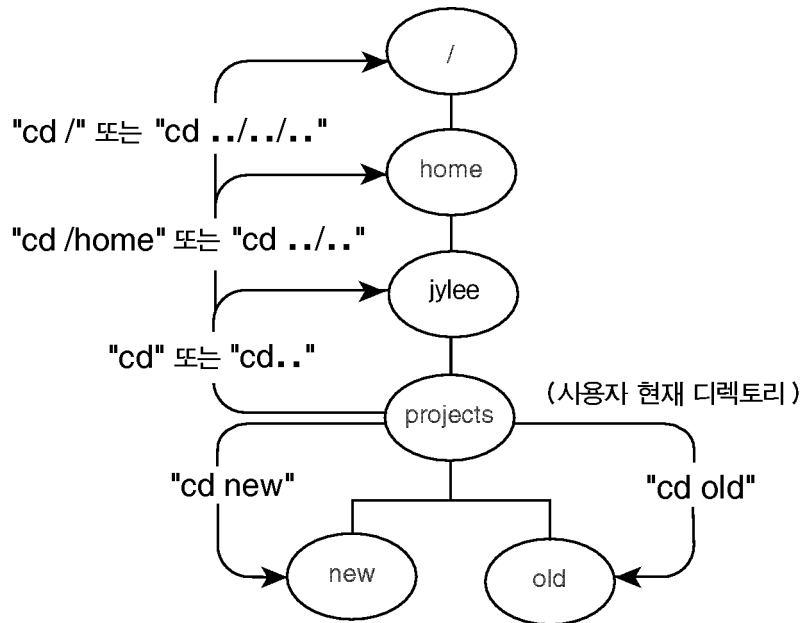 /
"cd /" 또는 "cd ../../.."
home
"cd /home" 또는 "cd ../.."
jylee
"cd" 또는 "cd.."
(사용자 현재 디렉토리)
projects
"cd new"
"cd old"
new
old